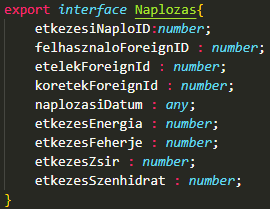 export interface Naplozas{
etkezesiNaploID:number;
felhasznaloForeignID : number;
etelekForeignId : number;
koretekForeignId : number;
naplozasiDatum : any;
etkezesEnergia : number;
etkezesFeherje : number;
etkezesZsir : number;
etkezesSzenhidrat : number;
}